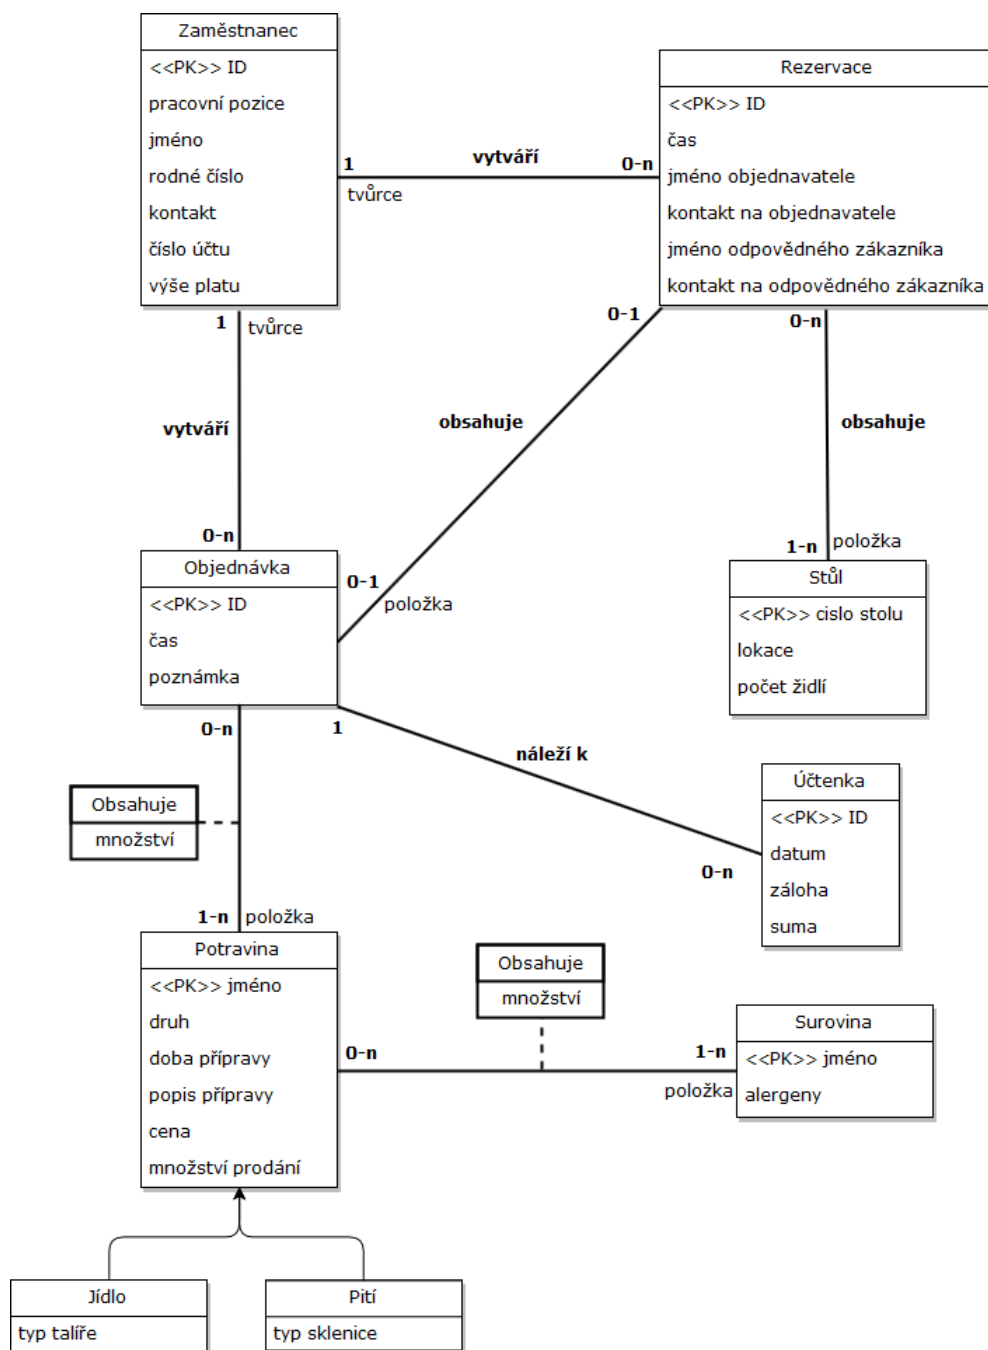 Zaměstnanec
<<PK>> ID
pracovní pozice
jméno
rodné číslo
kontakt
číslo účtu
výše platu
Rezervace
<<PK>> ID
čas
jméno objednavatele
kontakt na objednavatele
jméno odpovědného zákazníka
kontakt na odpovědného zákazníka
1
vytváří
0-n
tvůrce
1
tvůrce
vytváří
0-n
0-1
obsahuje
0-1
položka
0-n
obsahuje
1-n
položka
Objednávka
<<PK>> ID
čas
poznámka
Stůl
<<PK>> cislo stolu
lokace
počet židlí
0-n
1
náleží k
0-n
Účtenka
<<PK>> ID
datum
záloha
suma
Obsahuje
množství
1-n
položka
Potravina
<<PK>> jméno
druh
doba přípravy
popis přípravy
cena
množství prodání
Obsahuje
množství
0-n
1-n
položka
Surovina
<<PK>> jméno
alergeny
Jídlo
typ talíře
Pití
typ sklenice